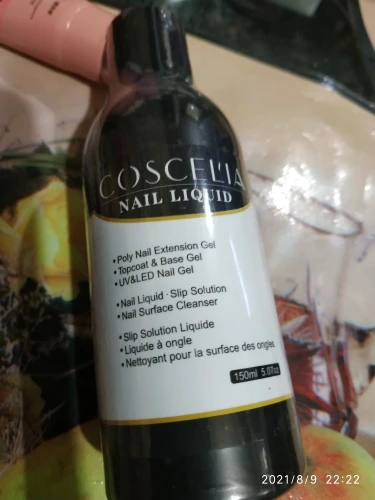 COSCELIA
NAIL LIQUID
•Poly Nail Extension Gel
•Topcoat & Base Gel
•UV&LED Nail Gel
•Nail Liquid · Slip Solution
•Nail Surface Cleanser
•Slip Solution Liquide
•Liquide à ongle
•Nettoyant pour la surface des ongles
150ml 5.07oz
2021/8/9 22:22